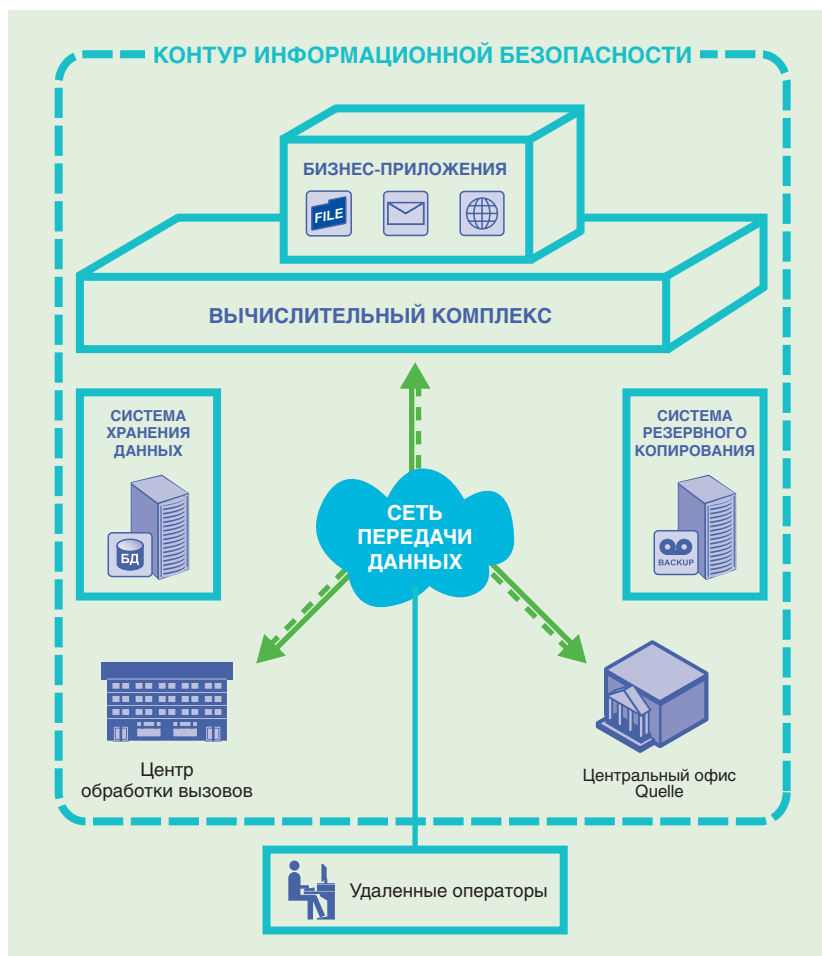 КОНТУР ИНФОРМАЦИОННОЙ БЕЗОПАСНОСТИ
БИЗНЕС-ПРИЛОЖЕНИЯ
FILE
ВЫЧИСЛИТЕЛЬНЫЙ КОМПЛЕКС
СИСТЕМА
ХРАНЕНИЯ
ДАННЫХ
БД
СИСТЕМА
РЕЗЕРВНОГО
КОПИРОВАНИЯ
BACKUP
СЕТЬ
ПЕРЕДАЧИ
ДАННЫХ
Центр
обработки вызовов
Центральный офис
Quelle
Удаленные операторы